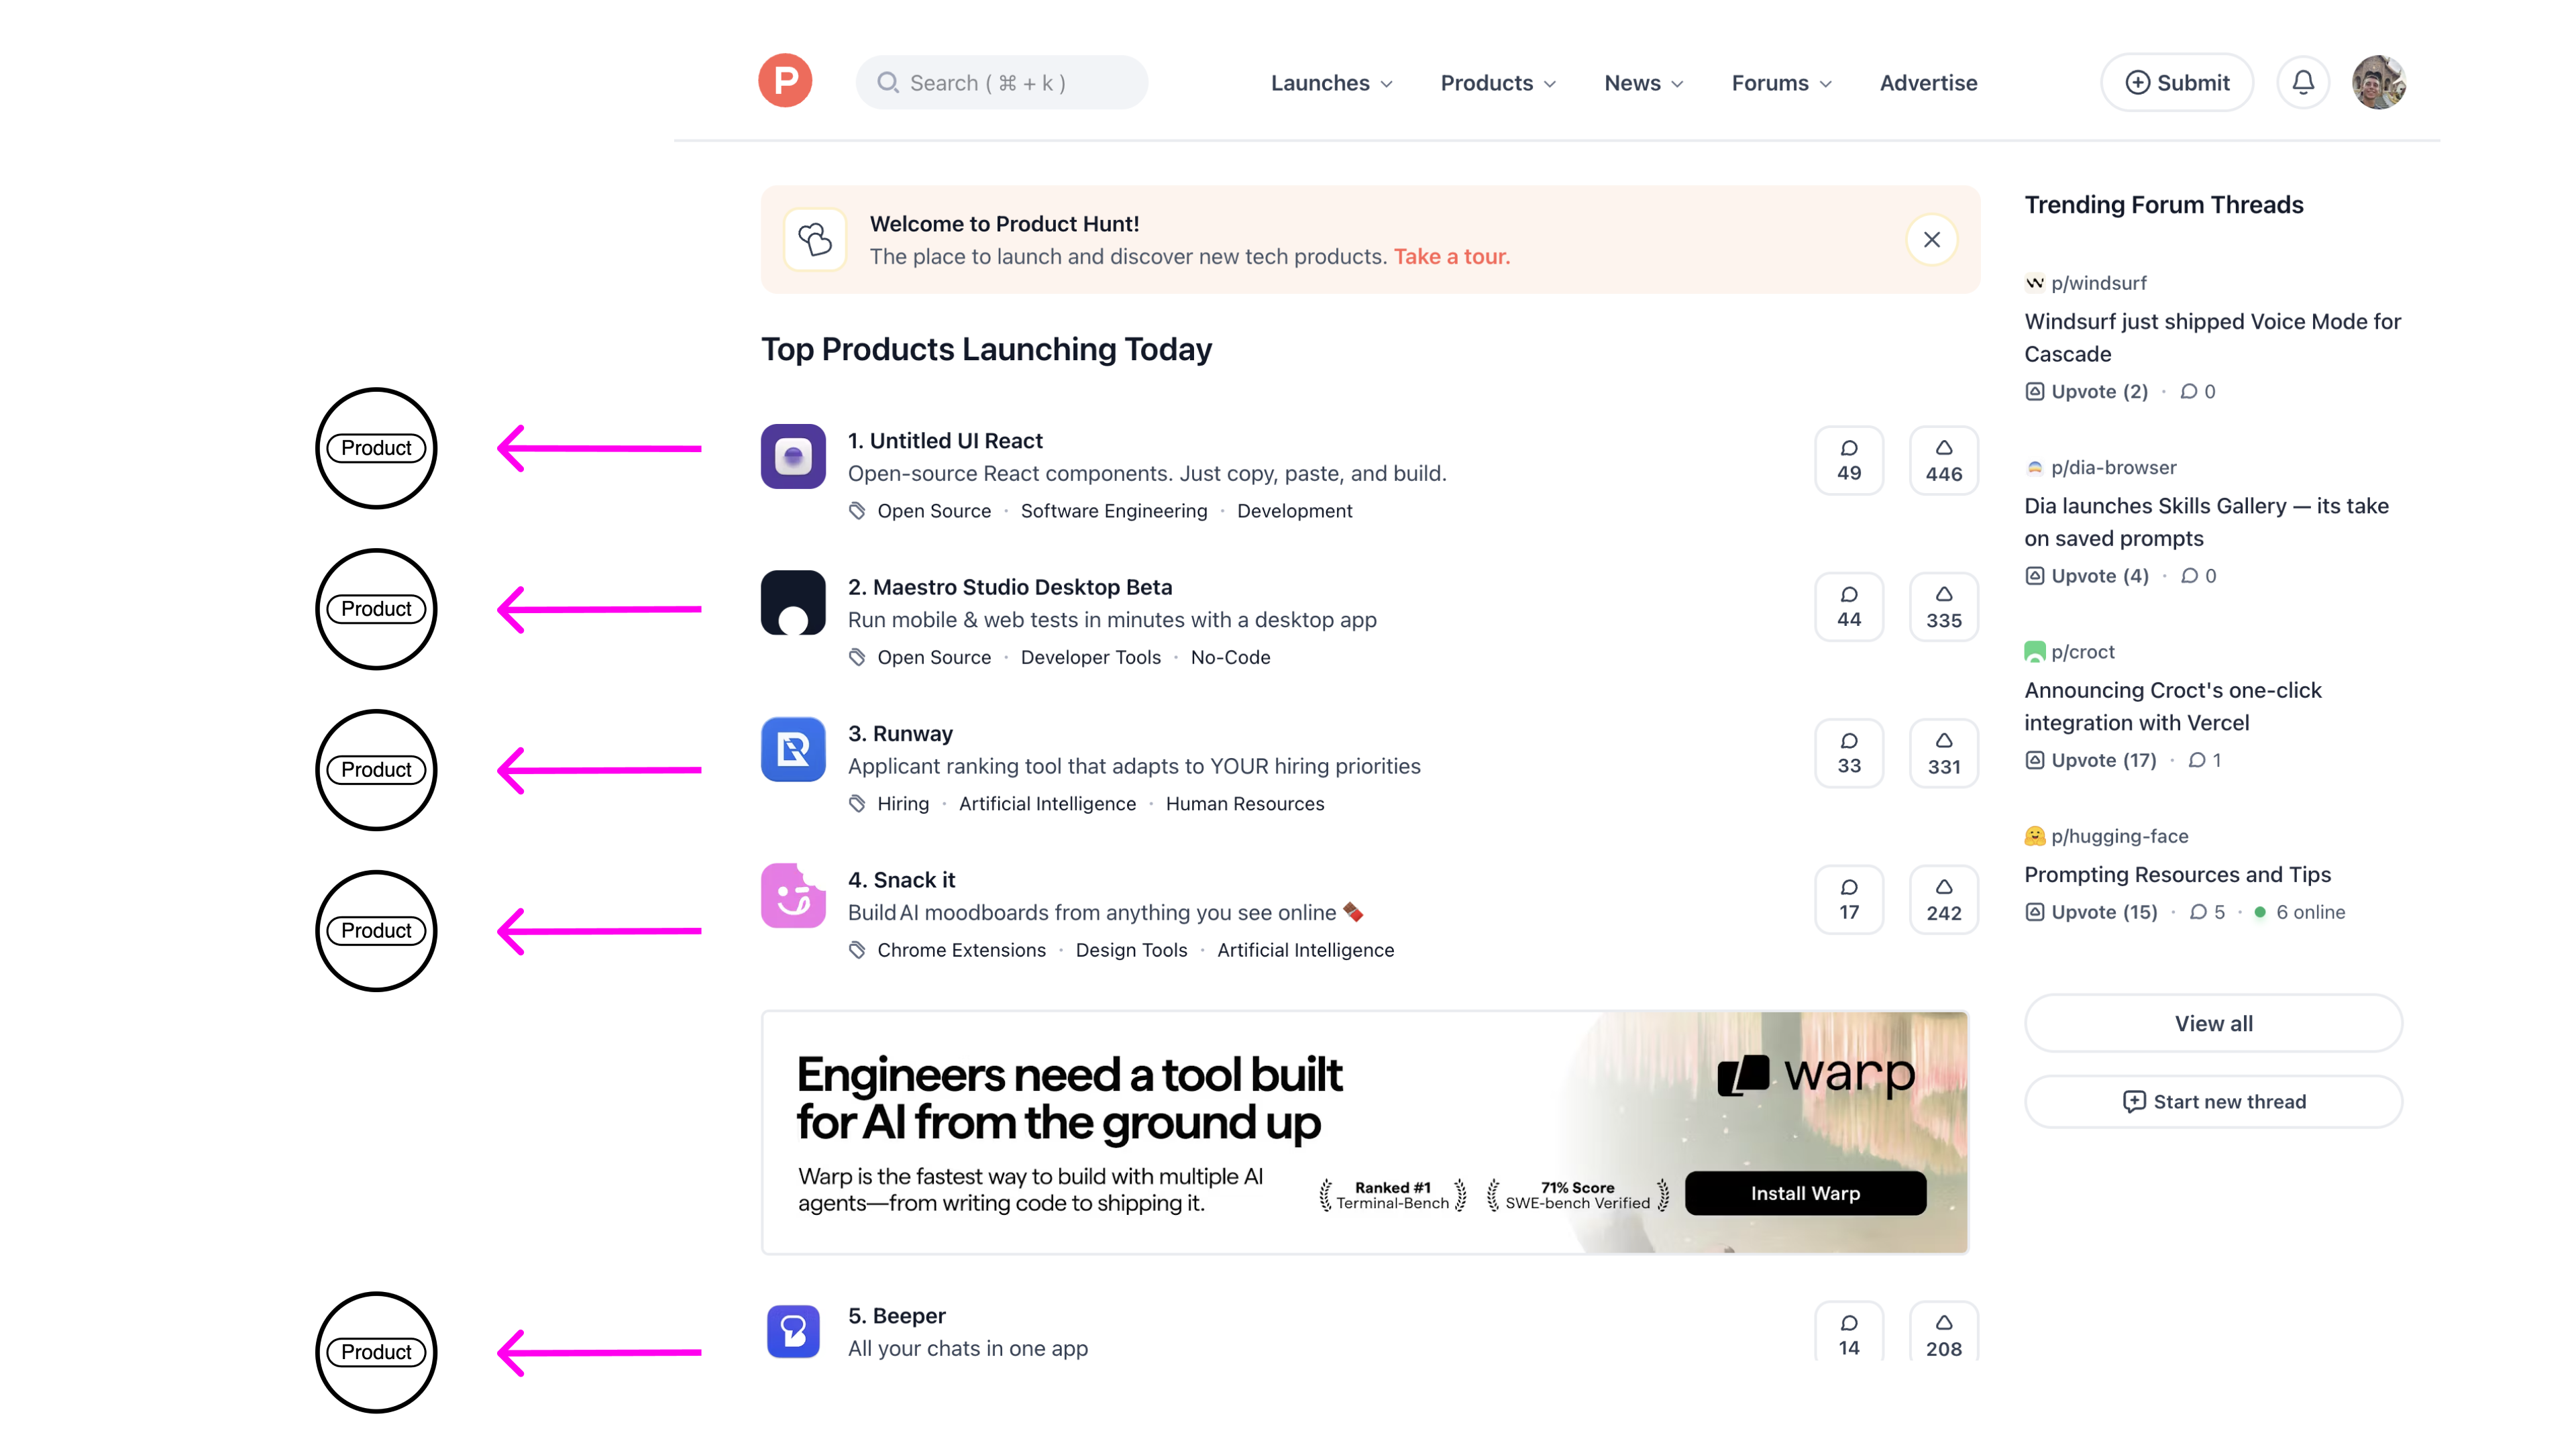 P
Search ( ⌘ + k )
Launches
Products
News
Forums
Advertise
Submit
Welcome to Product Hunt!
The place to launch and discover new tech products. Take a tour.
Top Products Launching Today
Product
1. Untitled UI React
Open-source React components. Just copy, paste, and build.
Open Source · Software Engineering · Development
49
446
Product
2. Maestro Studio Desktop Beta
Run mobile & web tests in minutes with a desktop app
Open Source · Developer Tools · No-Code
44
335
Product
3. Runway
Applicant ranking tool that adapts to YOUR hiring priorities
Hiring · Artificial Intelligence · Human Resources
33
331
Product
4. Snack it
Build AI moodboards from anything you see online 🍫
Chrome Extensions · Design Tools · Artificial Intelligence
17
242
Engineers need a tool built
for AI from the ground up
Warp is the fastest way to build with multiple AI
agents—from writing code to shipping it.
Ranked #1
Terminal-Bench
71% Score
SWE-bench Verified
warp
Install Warp
Product
5. Beeper
All your chats in one app
14
208
Trending Forum Threads
p/windsurf
Windsurf just shipped Voice Mode for
Cascade
Upvote (2) · 0
p/dia-browser
Dia launches Skills Gallery — its take
on saved prompts
Upvote (4) · 0
p/croct
Announcing Croct's one-click
integration with Vercel
Upvote (17) · 1
p/hugging-face
Prompting Resources and Tips
Upvote (15) · 5 · 6 online
View all
Start new thread